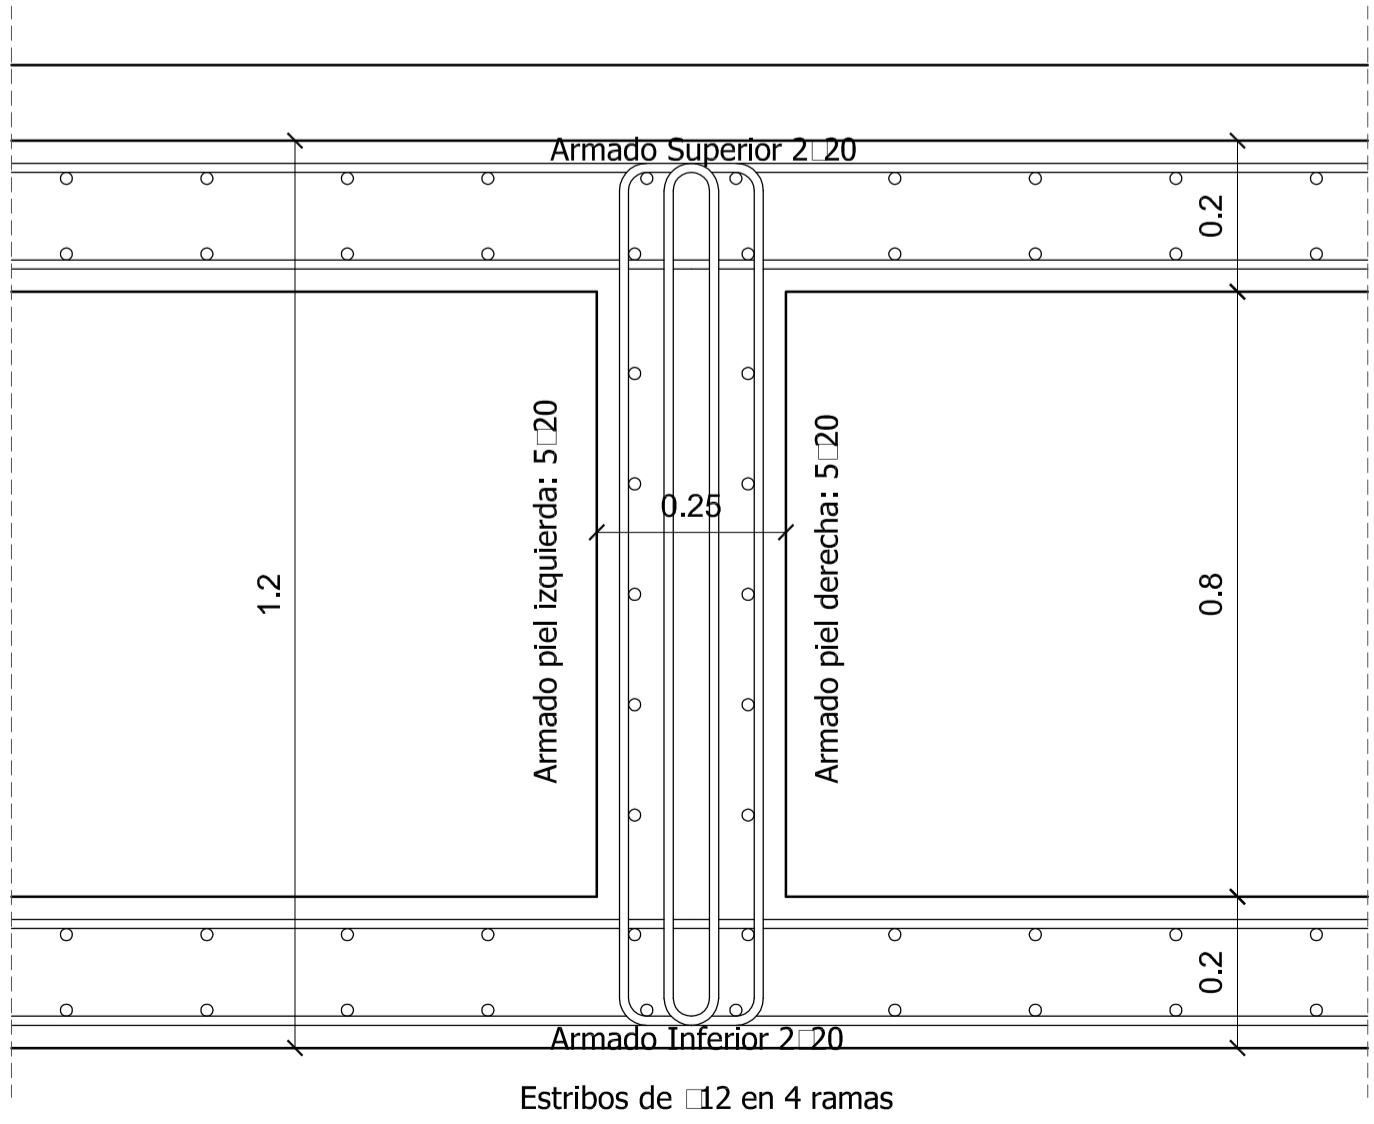 Armado Superior 2□20
0.2
Armado piel izquierda: 5□20
Armado piel derecha: 5□20
0.25
1.2
0.8
0.2
Armado Inferior 2□20
Estribos de □12 en 4 ramas